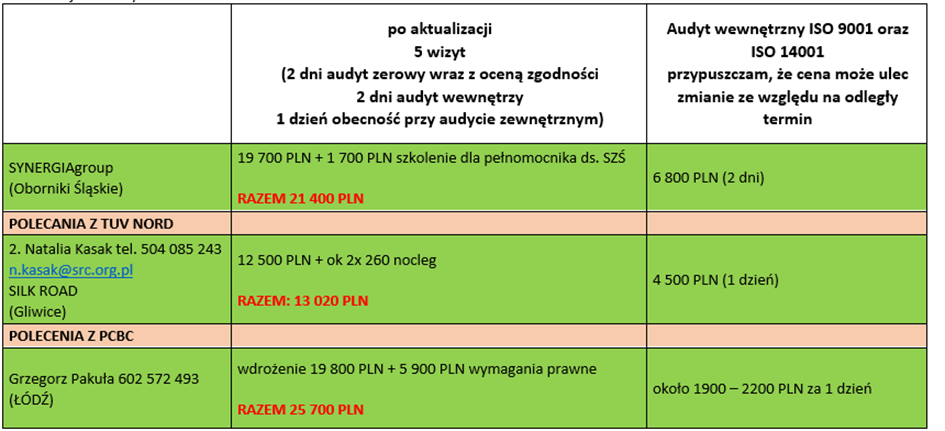 po aktualizacji
5 wizyt
(2 dni audyt zerowy wraz z oceną zgodności
2 dni audyt wewnętrzy
1 dzień obecność przy audycie zewnętrznym)
Audyt wewnętrzny ISO 9001 oraz
ISO 14001
przypuszczam, że cena może ulec
zmianie ze względu na odległy
termin
SYNERGIAgroup
(Oborniki Śląskie)
19 700 PLN + 1 700 PLN szkolenie dla pełnomocnika ds. SZŚ
RAZEM 21 400 PLN
6 800 PLN (2 dni)
POLECANIA Z TUV NORD
2. Natalia Kasak tel. 504 085 243
n.kasak@src.org.pl
SILK ROAD
(Gliwice)
12 500 PLN + ok 2x 260 nocleg
RAZEM: 13 020 PLN
4 500 PLN (1 dzień)
POLECENIA Z PCBC
Grzegorz Pakuła 602 572 493
(ŁÓDŹ)
wdrożenie 19 800 PLN + 5 900 PLN wymagania prawne
RAZEM 25 700 PLN
około 1900 – 2200 PLN za 1 dzień